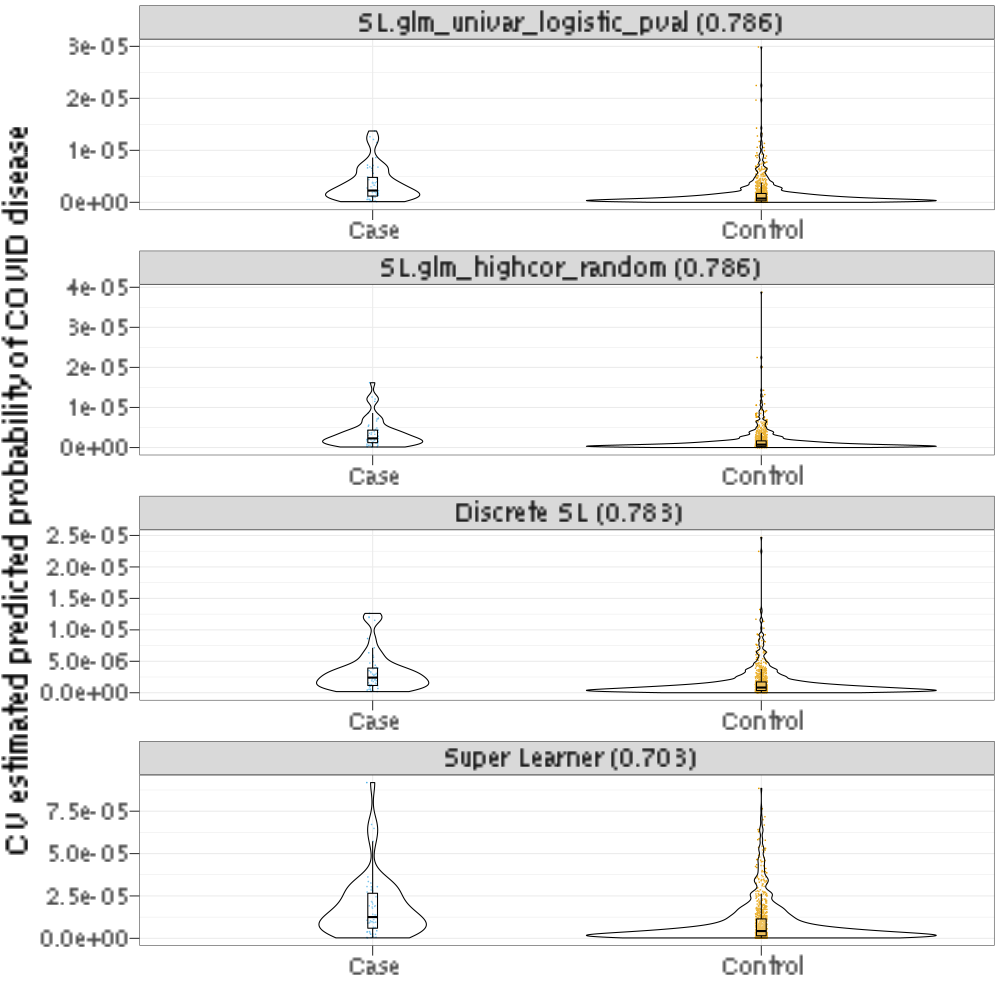 CV estimated predicted probability of COVID disease
SL.glm_univar_logistic_pval (0.786)
3e-05
2e-05
1e-05
0e+00
Case
Control
SL.glm_highcor_random (0.786)
4e-05
3e-05
2e-05
1e-05
0e+00
Case
Control
Discrete SL (0.783)
2.5e-05
2.0e-05
1.5e-05
1.0e-05
5.0e-06
0.0e+00
Case
Control
Super Learner (0.703)
7.5e-05
5.0e-05
2.5e-05
0.0e+00
Case
Control